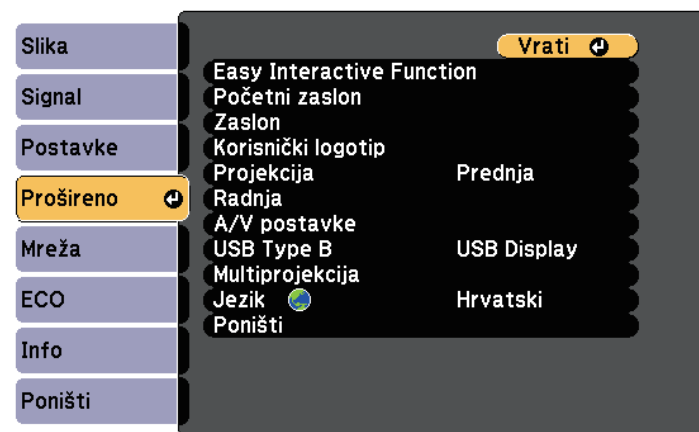 Slika
Signal
Postavke
Prošireno
Mreža
ECO
Info
Poništi
Vrati
Easy Interactive Function
Početni zaslon
Zaslon
Korisnički logotip
Projekcija Prednja
Radnja
A/V postavke
USB Type B USB Display
Multiprojekcija
Jezik Hrvatski
Poništi